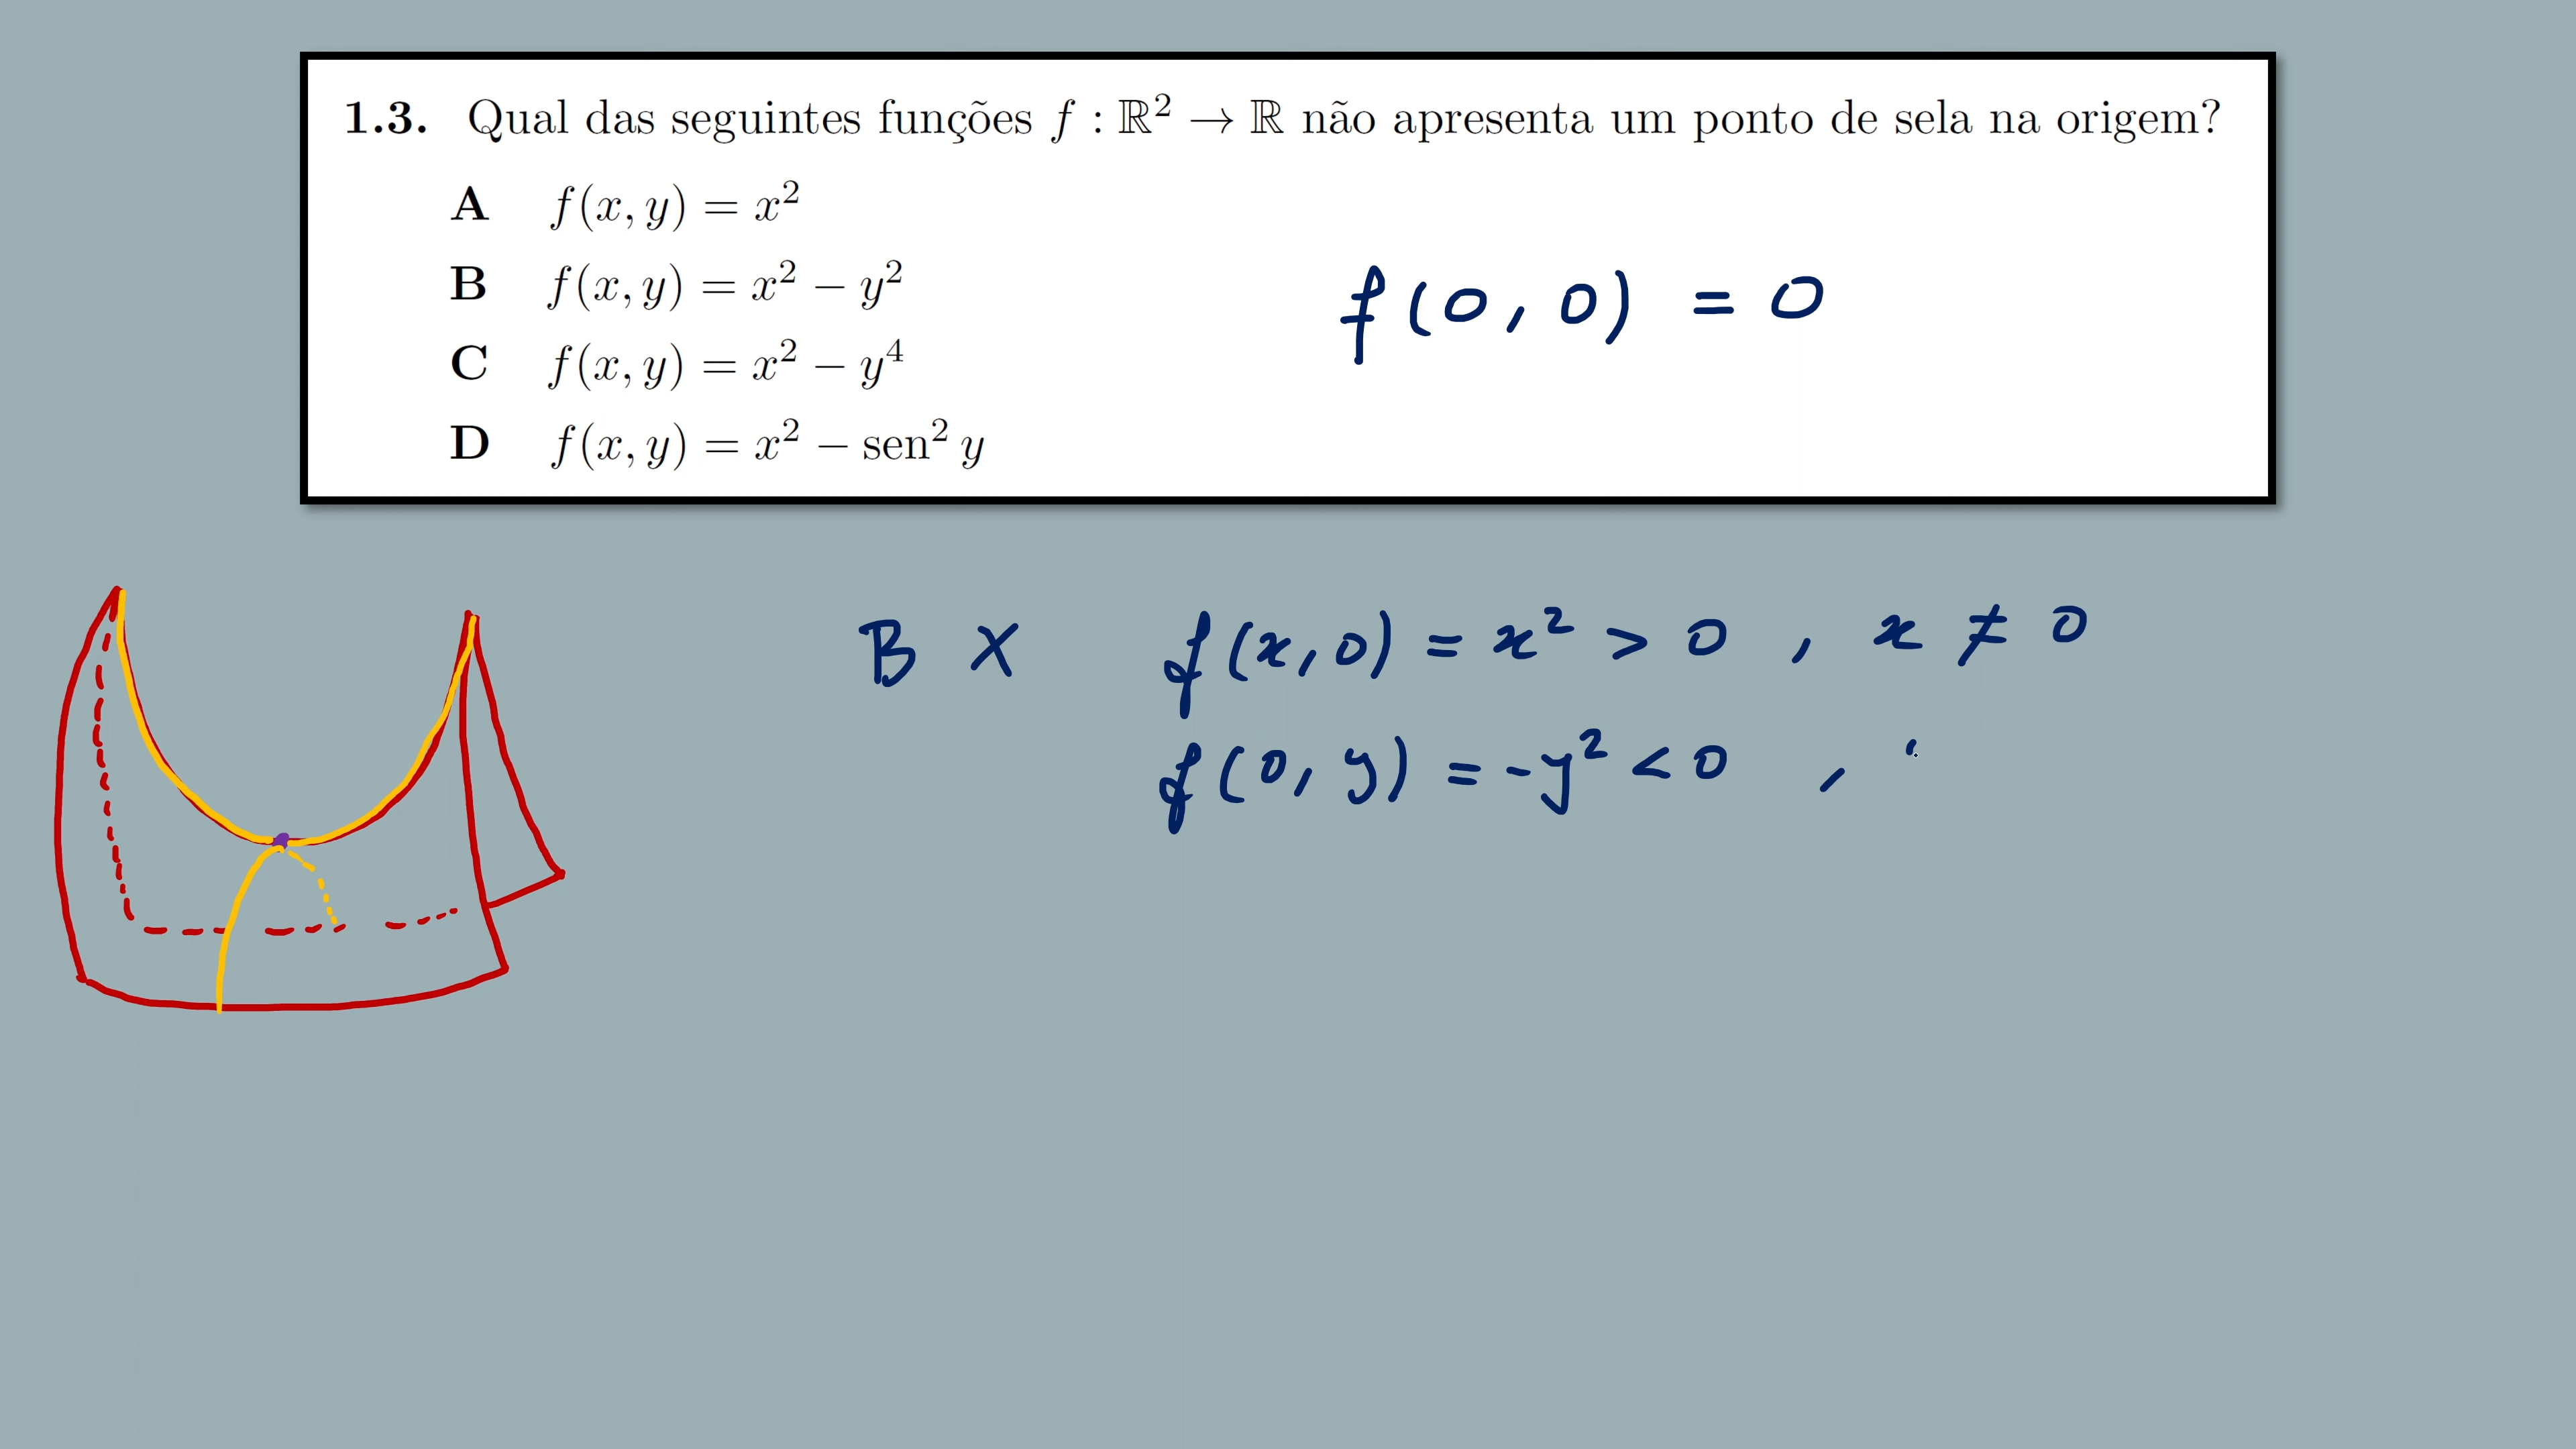 1.3. Qual das seguintes funções f : ℝ² → ℝ não apresenta um ponto de sela na origem?
A f(x, y) = x²
B f(x, y) = x² − y²
C f(x, y) = x² − y⁴
D f(x, y) = x² − sen² y
f(0, 0) = 0
B X f(x, 0) = x² > 0 , x ≠ 0
f(0, y) = -y² < 0 ,